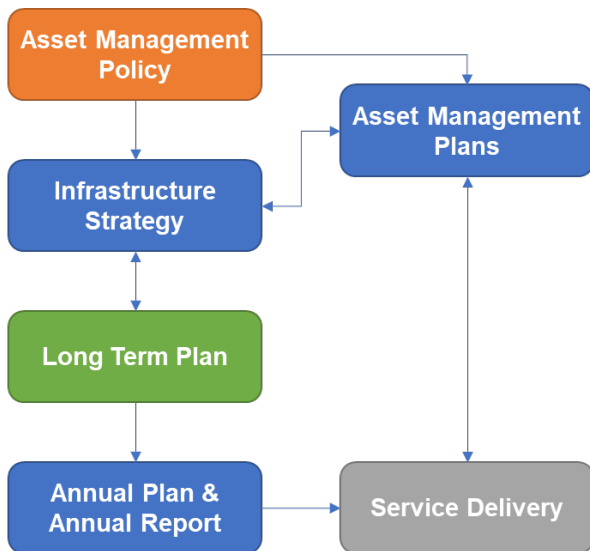 Asset Management
Policy
Asset Management
Plans
Infrastructure
Strategy
Long Term Plan
Annual Plan &
Annual Report
Service Delivery